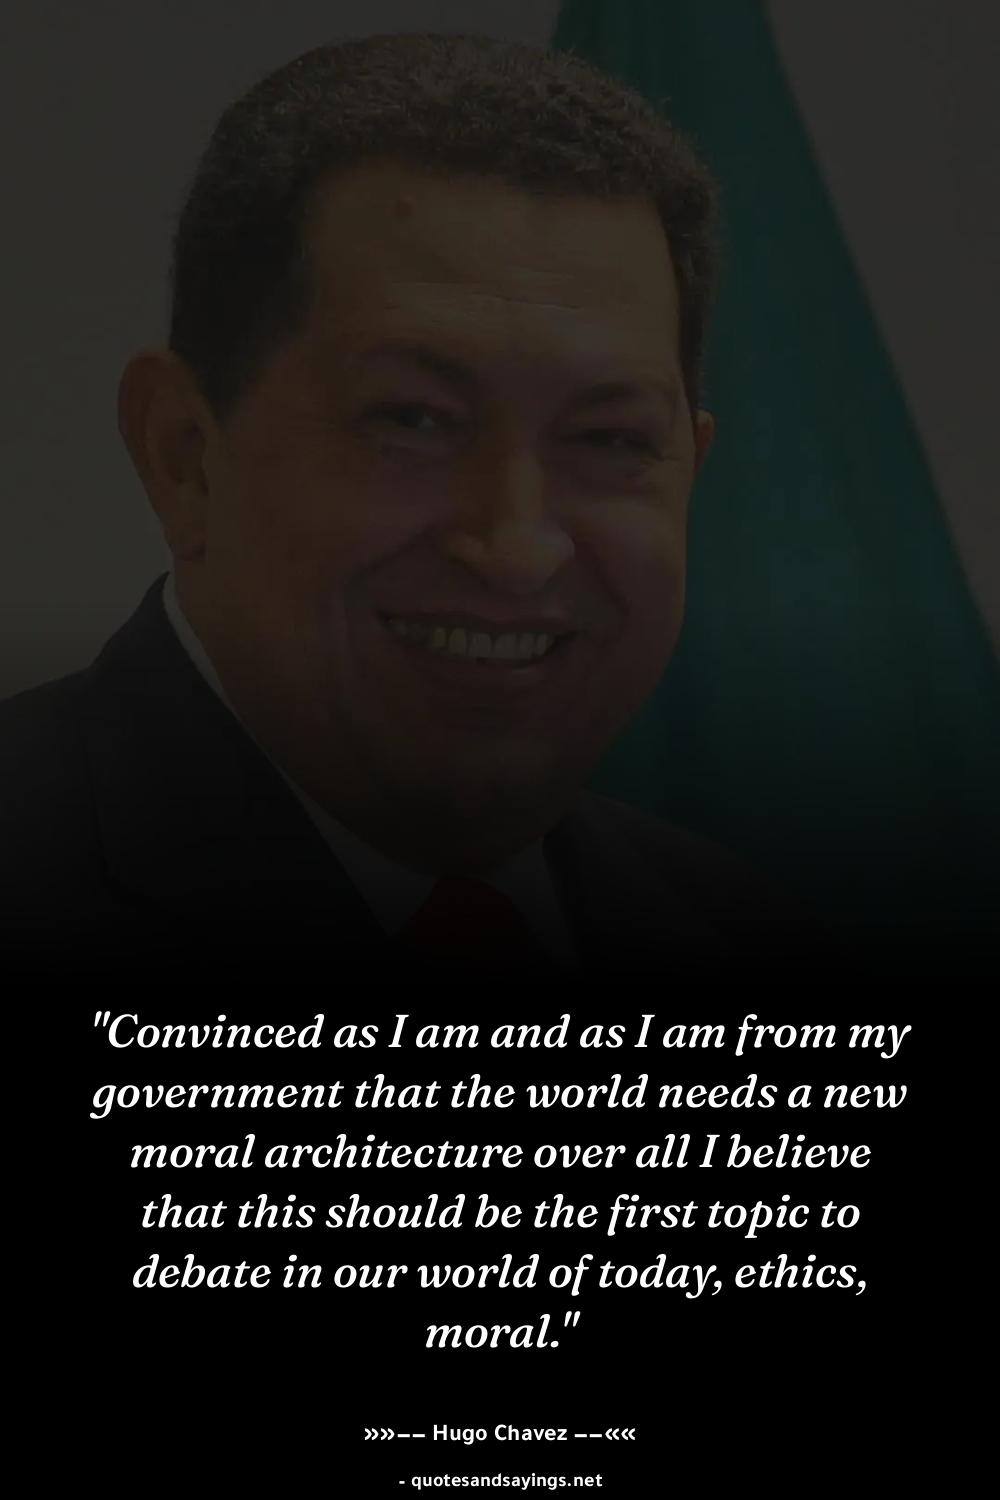 "Convinced as I am and as I am from my
government that the world needs a new
moral architecture over all I believe
that this should be the first topic to
debate in our world of today, ethics,
moral."
»»−− Hugo Chavez −−««
- quotesandsayings.net